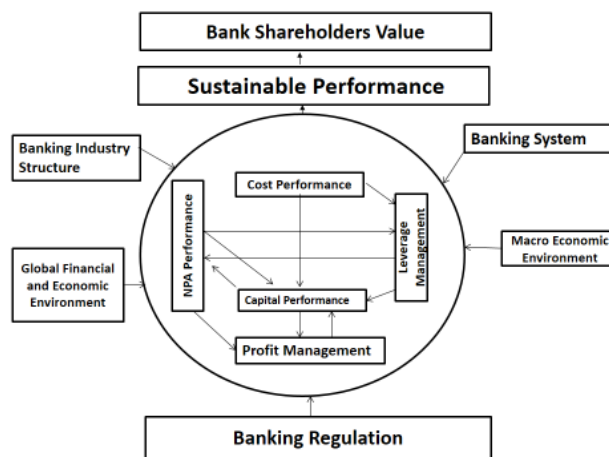 Bank Shareholders Value
Sustainable Performance
Banking Industry
Structure
Banking System
Cost Performance
NPA Performance
Leverage
Management
Global Financial
and Economic
Environment
Macro Economic
Environment
Capital Performance
Profit Management
Banking Regulation